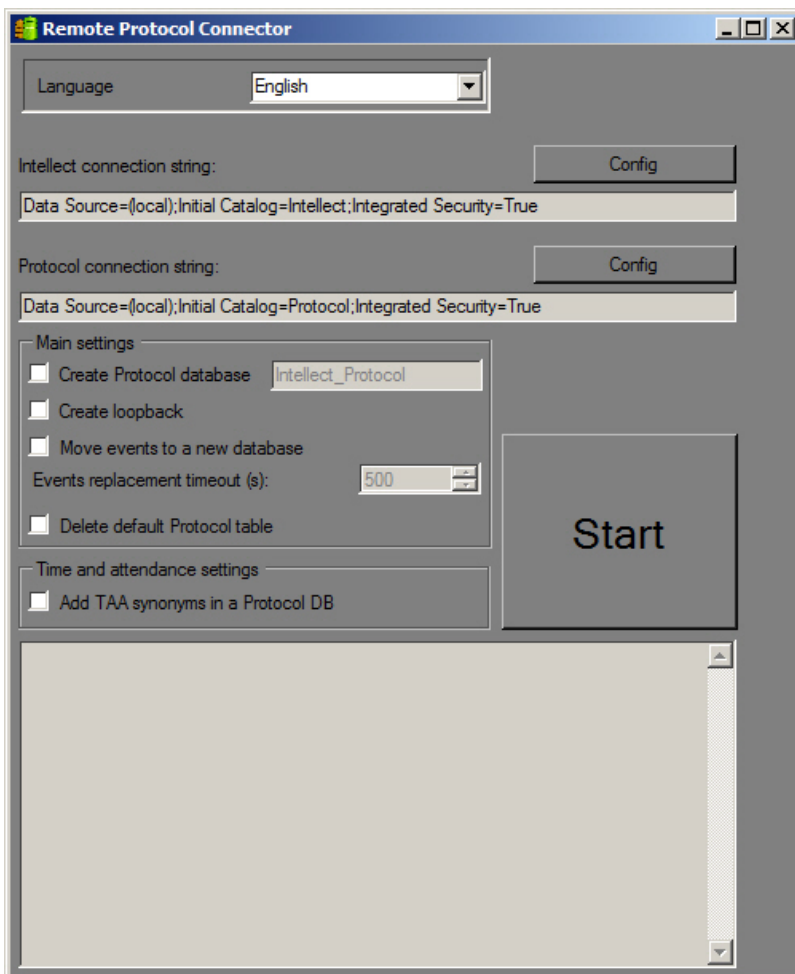 Remote Protocol Connector
Language English
Intellect connection string: Config
Data Source=(local);Initial Catalog=Intellect;Integrated Security=True
Protocol connection string: Config
Data Source=(local);Initial Catalog=Protocol;Integrated Security=True
Main settings
Create Protocol database Intellect_Protocol
Create loopback
Move events to a new database
Events replacement timeout (s): 500
Delete default Protocol table
Start
Time and attendance settings
Add TAA synonyms in a Protocol DB